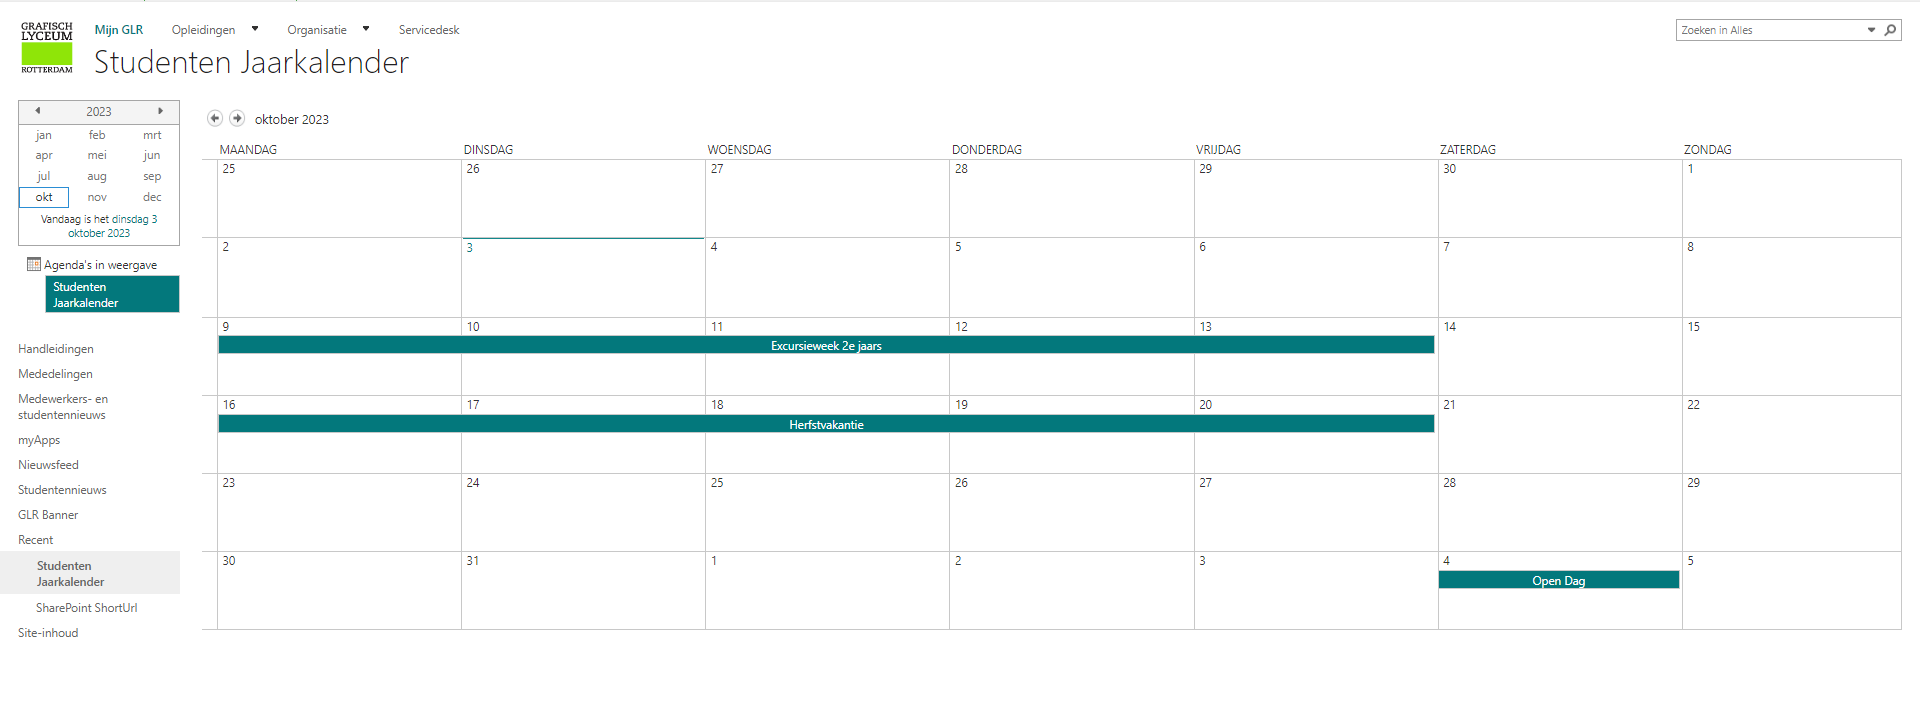 GRAFISCH
LYCEUM
ROTTERDAM
Mijn GLR Opleidingen Organisatie Servicedesk
Zoeken in Alles
Studenten Jaarkalender
2023
jan feb mrt
apr mei jun
jul aug sep
okt nov dec
Vandaag is het dinsdag 3
oktober 2023
Agenda's in weergave
Studenten
Jaarkalender
Handleidingen
Mededelingen
Medewerkers- en
studentennieuws
myApps
Nieuwsfeed
Studentennieuws
GLR Banner
Recent
Studenten
Jaarkalender
SharePoint ShortUrl
Site-inhoud
oktober 2023
MAANDAG DINSDAG WOENSDAG DONDERDAG VRIJDAG ZATERDAG ZONDAG
25 26 27 28 29 30 1
2 3 4 5 6 7 8
9 10 11 12 13 14 15
Excursieweek 2e jaars
16 17 18 19 20 21 22
Herfstvakantie
23 24 25 26 27 28 29
30 31 1 2 3 4 5
Open Dag